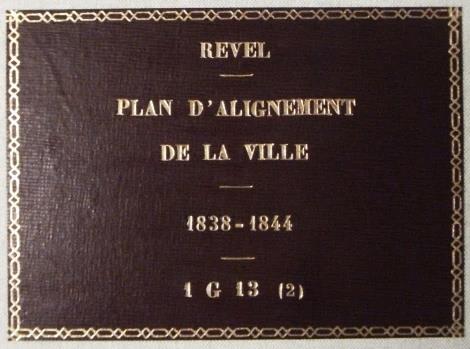 REVEL
PLAN D'ALIGNEMENT
DE LA VILLE
1838-1844
1 G 13 (2)